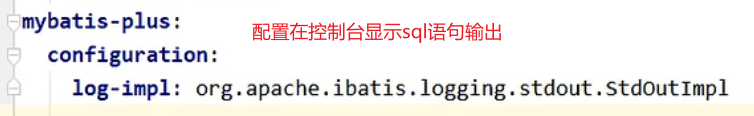 mybatis-plus:
配置在控制台显示sql语句输出
configuration:
log-impl: org.apache.ibatis.logging.stdout.StdOutImpl